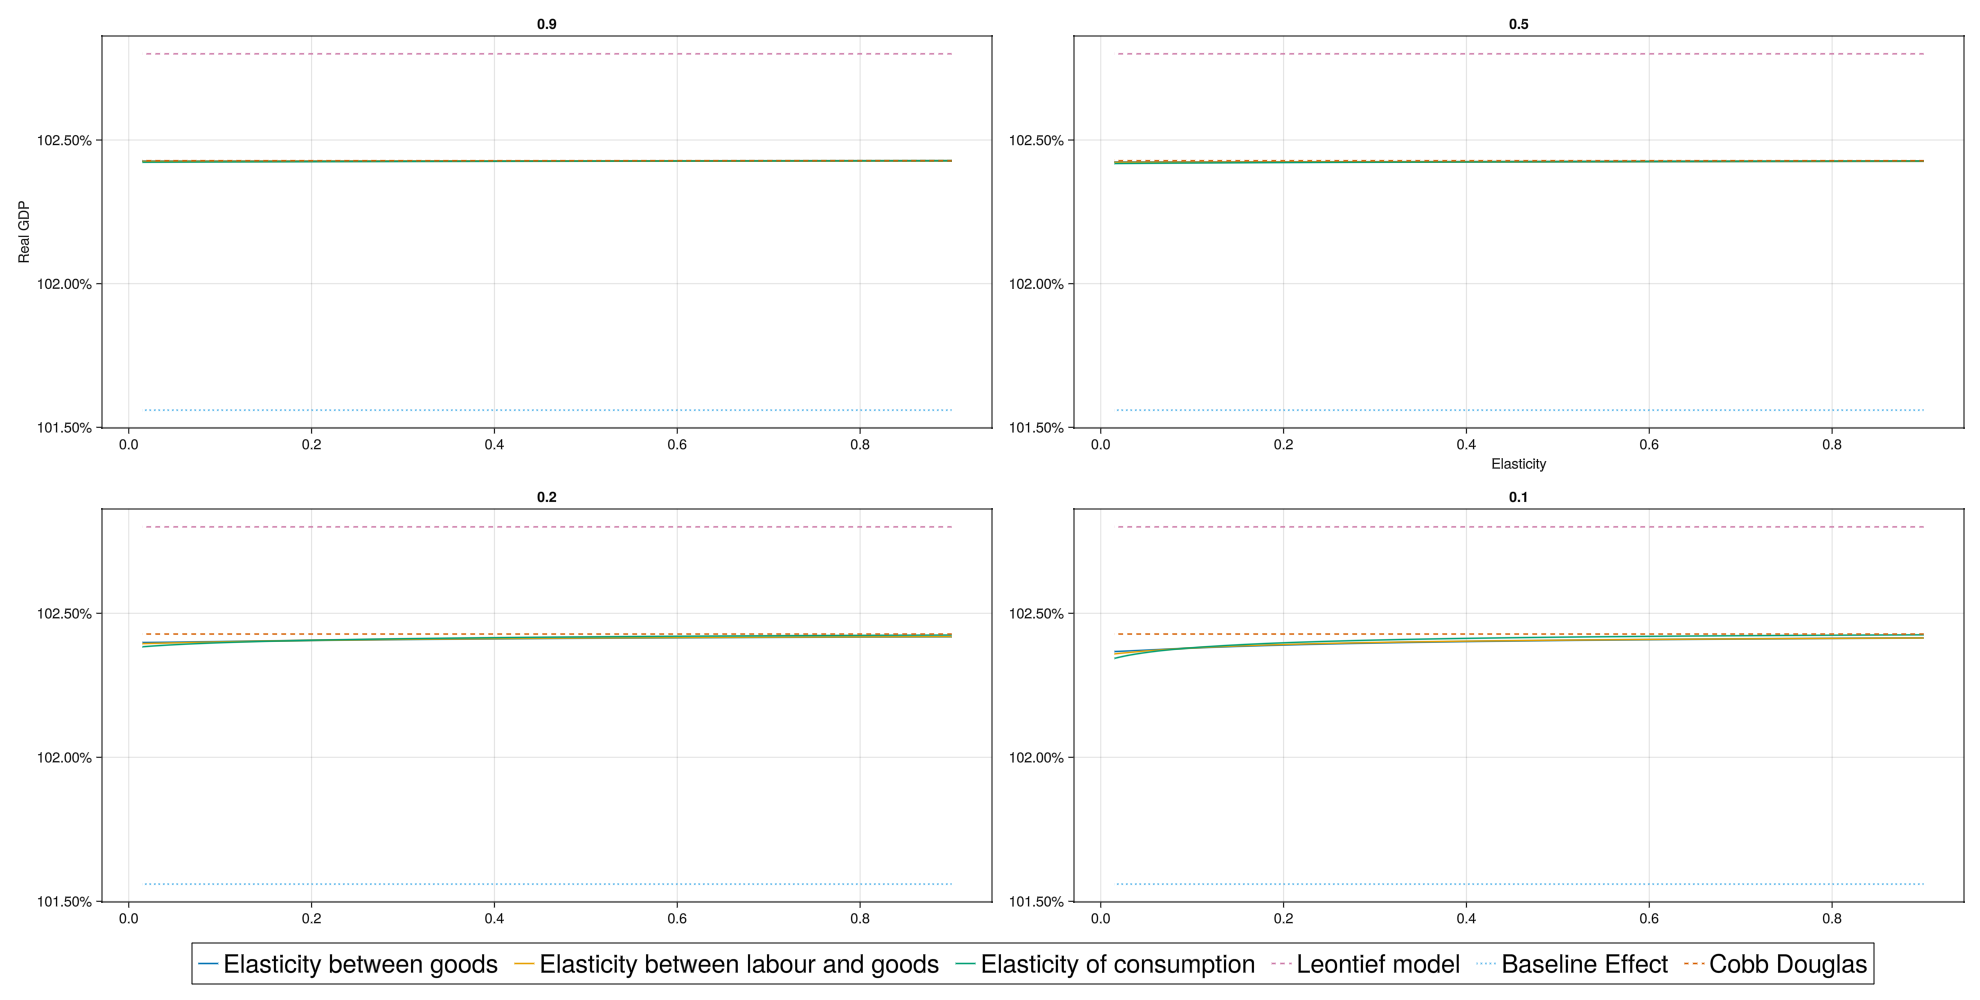 0.9
102.50%
102.00%
101.50%
Real GDP
0.0 0.2 0.4 0.6 0.8
0.5
102.50%
102.00%
101.50%
0.0 0.2 0.4 0.6 0.8
Elasticity
0.2
102.50%
102.00%
101.50%
0.0 0.2 0.4 0.6 0.8
0.1
102.50%
102.00%
101.50%
0.0 0.2 0.4 0.6 0.8
Elasticity between goods Elasticity between labour and goods Elasticity of consumption Leontief model Baseline Effect Cobb Douglas